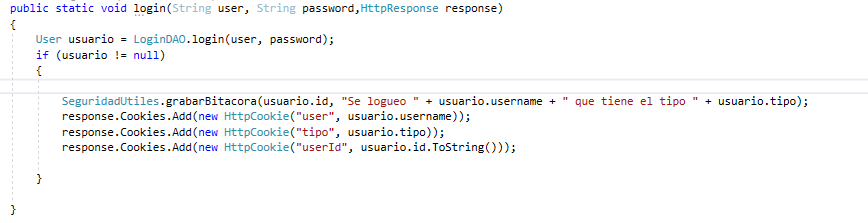 public static void login(String user, String password,HttpResponse response)
{
User usuario = LoginDAO.login(user, password);
if (usuario != null)
{
SeguridadUtiles.grabarBitacora(usuario.id, "Se logueo " + usuario.username + " que tiene el tipo " + usuario.tipo);
response.Cookies.Add(new HttpCookie("user", usuario.username));
response.Cookies.Add(new HttpCookie("tipo", usuario.tipo));
response.Cookies.Add(new HttpCookie("userId", usuario.id.ToString()));
}
}